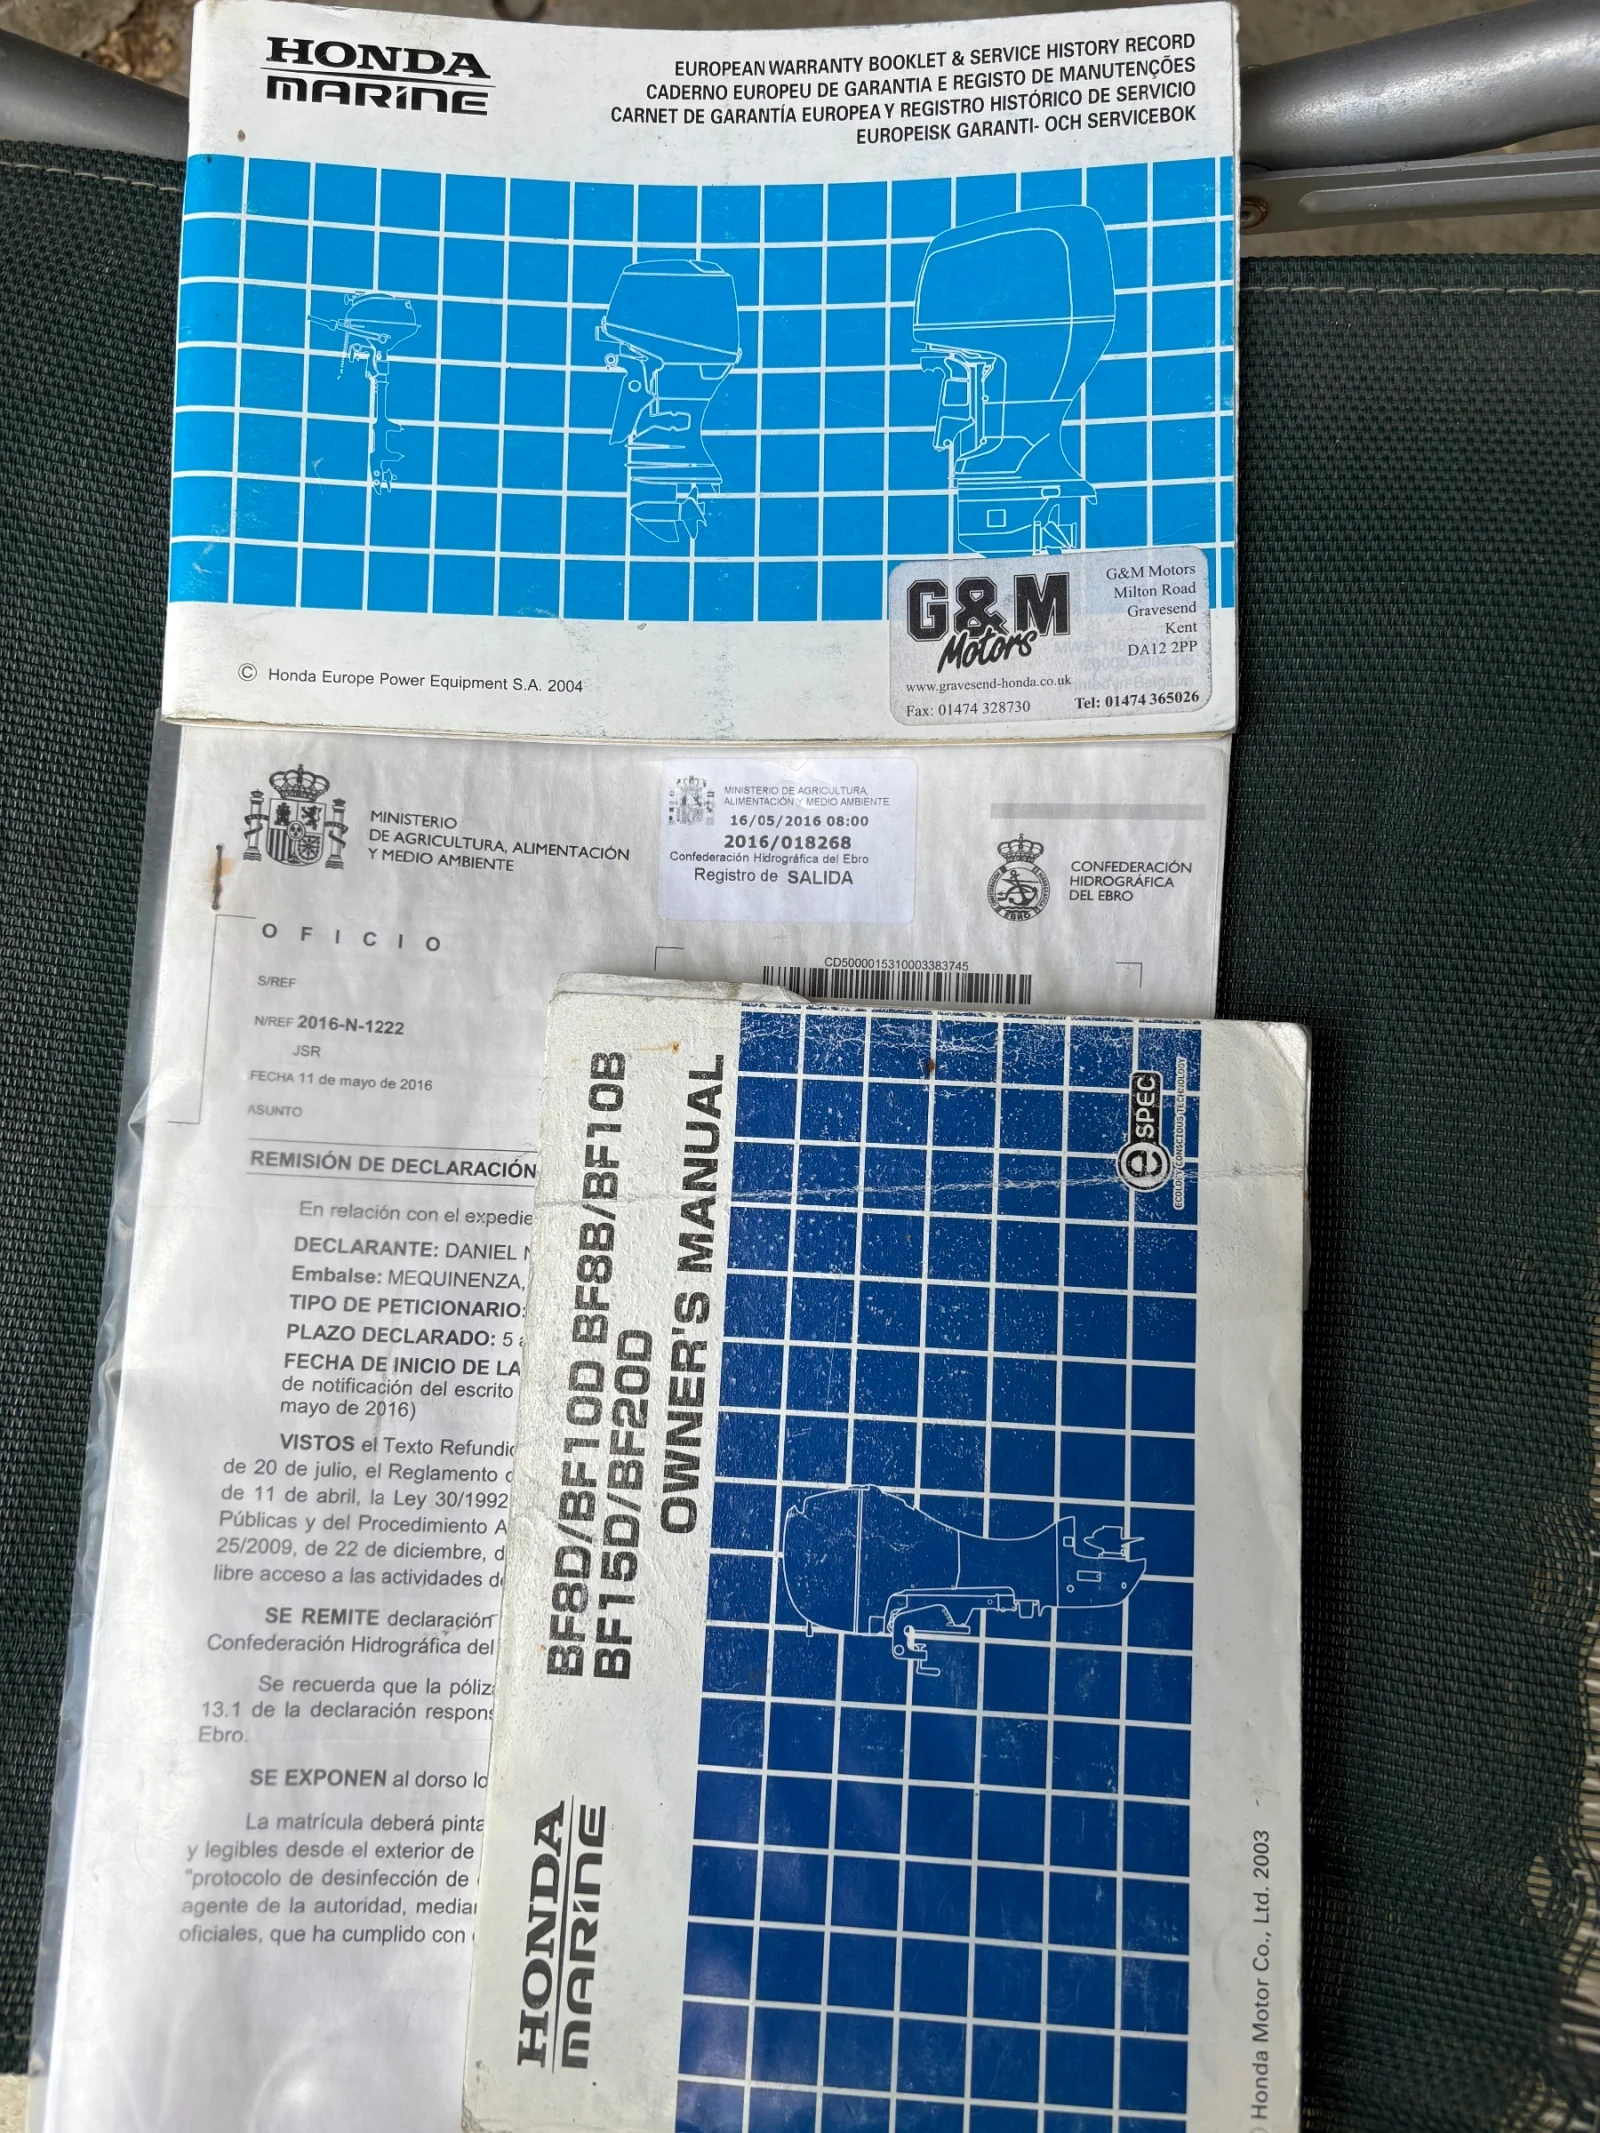 HONDA
MARINE
EUROPEAN WARRANTY BOOKLET & SERVICE HISTORY RECORD
CADERNO EUROPEU DE GARANTIA E REGISTO DE MANUTENÇÕES
CARNET DE GARANTÍA EUROPEA Y REGISTRO HISTÓRICO DE SERVICIO
EUROPEISK GARANTI- OCH SERVICEBOK
© Honda Europe Power Equipment S.A. 2004
G&M
Motors
G&M Motors
Milton Road
Gravesend
Kent
DA12 2PP
www.gravesend-honda.co.uk
Fax: 01474 328730
Tel: 01474 365026
MINISTERIO
DE AGRICULTURA, ALIMENTACIÓN
Y MEDIO AMBIENTE
MINISTERIO DE AGRICULTURA,
ALIMENTACIÓN Y MEDIO AMBIENTE
16/05/2016 08:00
2016/018268
Confederación Hidrográfica del Ebro
Registro de SALIDA
CONFEDERACIÓN
HIDROGRÁFICA
DEL EBRO
EBRO
OFICIO
CD5000015310003383745
S/REF
N/REF 2016-N-1222
JSR
FECHA 11 de mayo de 2016
ASUNTO
REMISIÓN DE DECLARACIÓN
En relación con el expedie
DECLARANTE: DANIEL
Embalse: MEQUINENZA,
TIPO DE PETICIONARIO:
PLAZO DECLARADO: 5
FECHA DE INICIO DE LA
de notificación del escrito
mayo de 2016)
VISTOS el Texto Refundi
de 20 de julio, el Reglamento
de 11 de abril, la Ley 30/1992
Públicas y del Procedimiento A
25/2009, de 22 de diciembre, d
libre acceso a las actividades d
SE REMITE declaración
Confederación Hidrográfica del
Se recuerda que la póliz
13.1 de la declaración respons
Ebro.
SE EXPONEN al dorso lo
La matrícula deberá pinta
y legibles desde el exterior de
"protocolo de desinfección de
agente de la autoridad, media
oficiales, que ha cumplido con
BF8D/BF10D BF8B/BF10B
BF15D/BF20D
OWNER'S MANUAL
e SPEC
ECOLOGY CONSCIOUS TECHNOLOGY
HONDA
MARINE
Honda Motor Co., Ltd. 2003